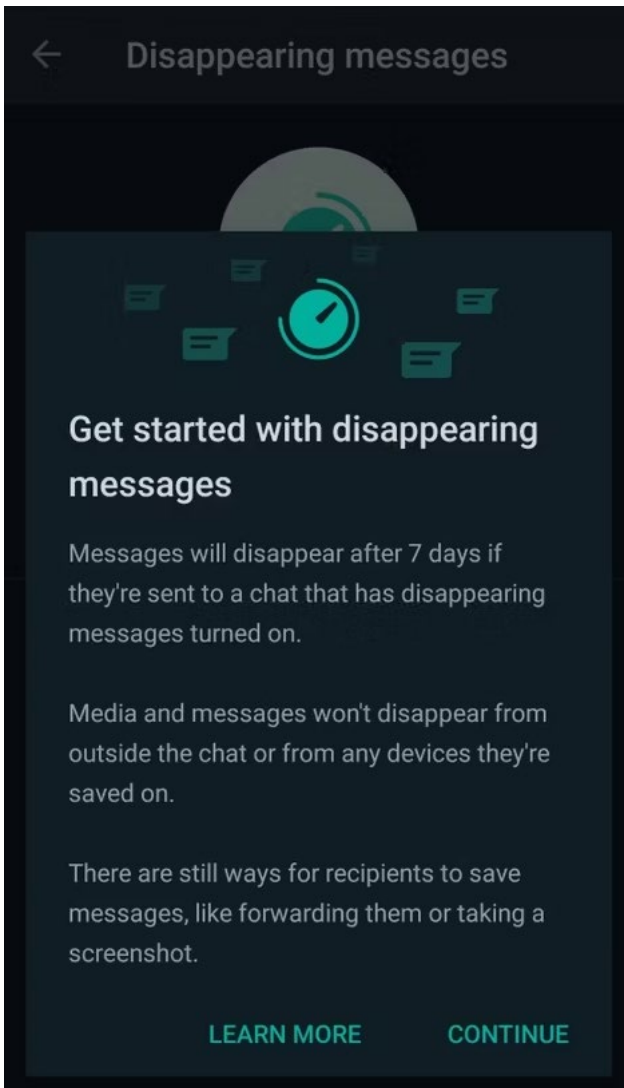 Disappearing messages
Get started with disappearing
messages
Messages will disappear after 7 days if
they're sent to a chat that has disappearing
messages turned on.
Media and messages won't disappear from
outside the chat or from any devices they're
saved on.
There are still ways for recipients to save
messages, like forwarding them or taking a
screenshot.
LEARN MORE CONTINUE